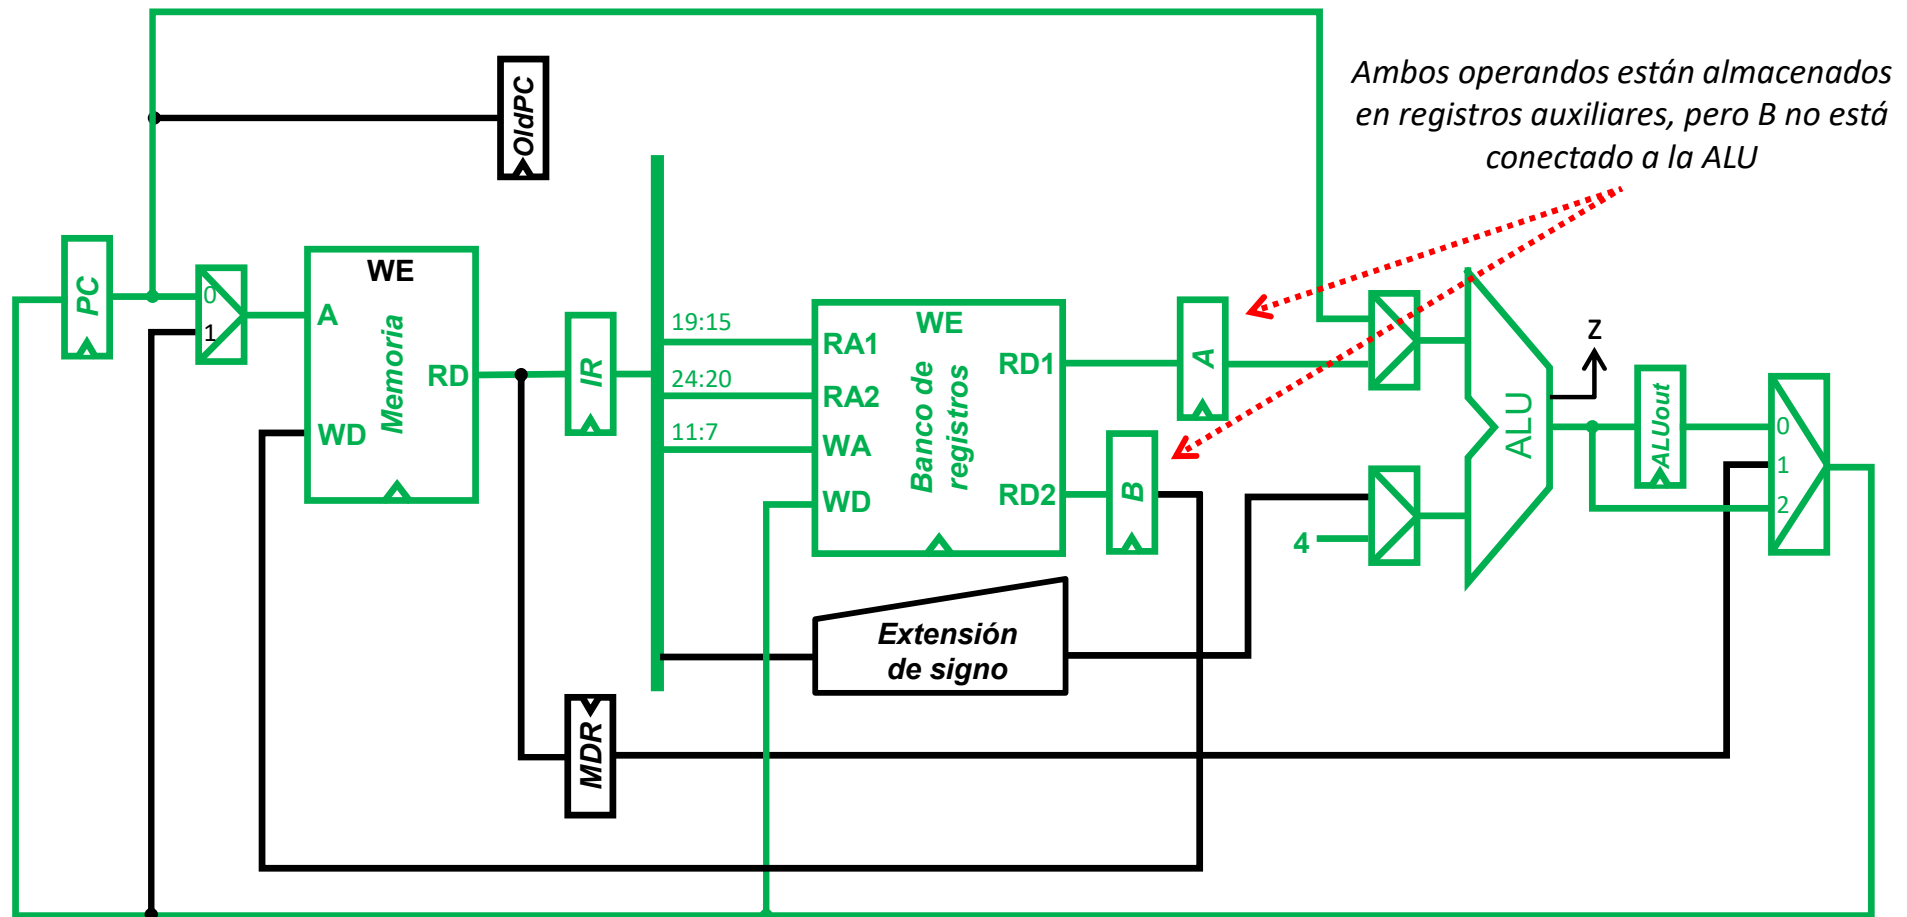 Ambos operandos están almacenados
en registros auxiliares, pero B no está
conectado a la ALU
OldPC
PC
0
1
WE
A
Memoria
RD
WD
IR
19:15
24:20
11:7
WE
RA1
RA2
WA
WD
Banco de
registros
RD1
RD2
A
B
4
ALU
Z
ALUout
0
1
2
Extensión
de signo
MDR